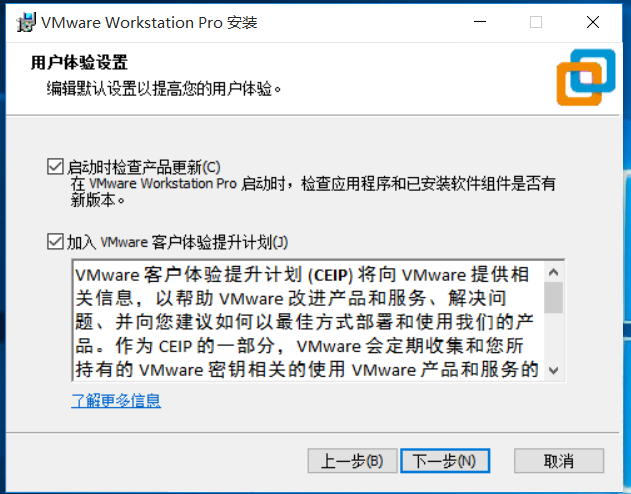 VMware Workstation Pro 安装
用户体验设置
编辑默认设置以提高您的用户体验。
启动时检查产品更新(C)
在 VMware Workstation Pro 启动时，检查应用程序和已安装软件组件是否有
新版本。
加入 VMware 客户体验提升计划(J)
VMware 客户体验提升计划 (CEIP) 将向 VMware 提供相
关信息，以帮助 VMware 改进产品和服务、解决问
题、并向您建议如何以最佳方式部署和使用我们的产
品。作为 CEIP 的一部分，VMware 会定期收集和您所
持有的 VMware 密钥相关的使用 VMware 产品和服务的
了解更多信息
上一步(B) 下一步(N) 取消